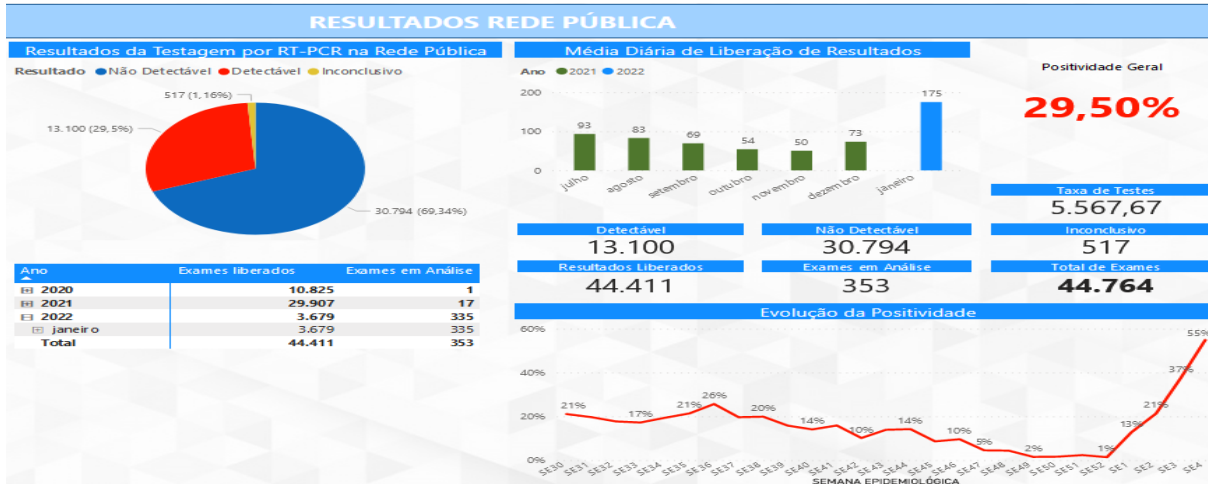 RESULTADOS REDE PÚBLICA
Resultados da Testagem por RT-PCR na Rede Pública
Resultado Não Detectável Detectável Inconclusivo
517 (1,16%)
13.100 (29,5%)
30.794 (69,34%)
Ano Exames liberados Exames em Análise
2020 10.825 1
2021 29.907 17
2022 3.679 335
janeiro 3.679 335
Total 44.411 353
Média Diária de Liberação de Resultados
Ano 2021 2022
200
100
0
93 83 69 54 50 73 175
julho agosto setembro outubro novembro dezembro janeiro
Positividade Geral
29,50%
Taxa de Testes
5.567,67
Detectável Não Detectável Inconclusivo
13.100 30.794 517
Resultados Liberados Exames em Análise Total de Exames
44.411 353 44.764
Evolução da Positividade
60%
40%
20%
0%
21% 17% 21% 26% 20% 14% 10% 14% 10% 5% 2% 1% 13% 21% 37% 55%
SE30 SE31 SE32 SE33 SE34 SE35 SE36 SE37 SE38 SE39 SE40 SE41 SE42 SE43 SE44 SE45 SE46 SE47 SE48 SE49 SE50 SE51 SE52 SE1 SE2 SE3 SE4
SEMANA EPIDEMIOLÓGICA